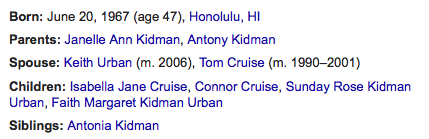 Born: June 20, 1967 (age 47), Honolulu, HI
Parents: Janelle Ann Kidman, Antony Kidman
Spouse: Keith Urban (m. 2006), Tom Cruise (m. 1990–2001)
Children: Isabella Jane Cruise, Connor Cruise, Sunday Rose Kidman
Urban, Faith Margaret Kidman Urban
Siblings: Antonia Kidman